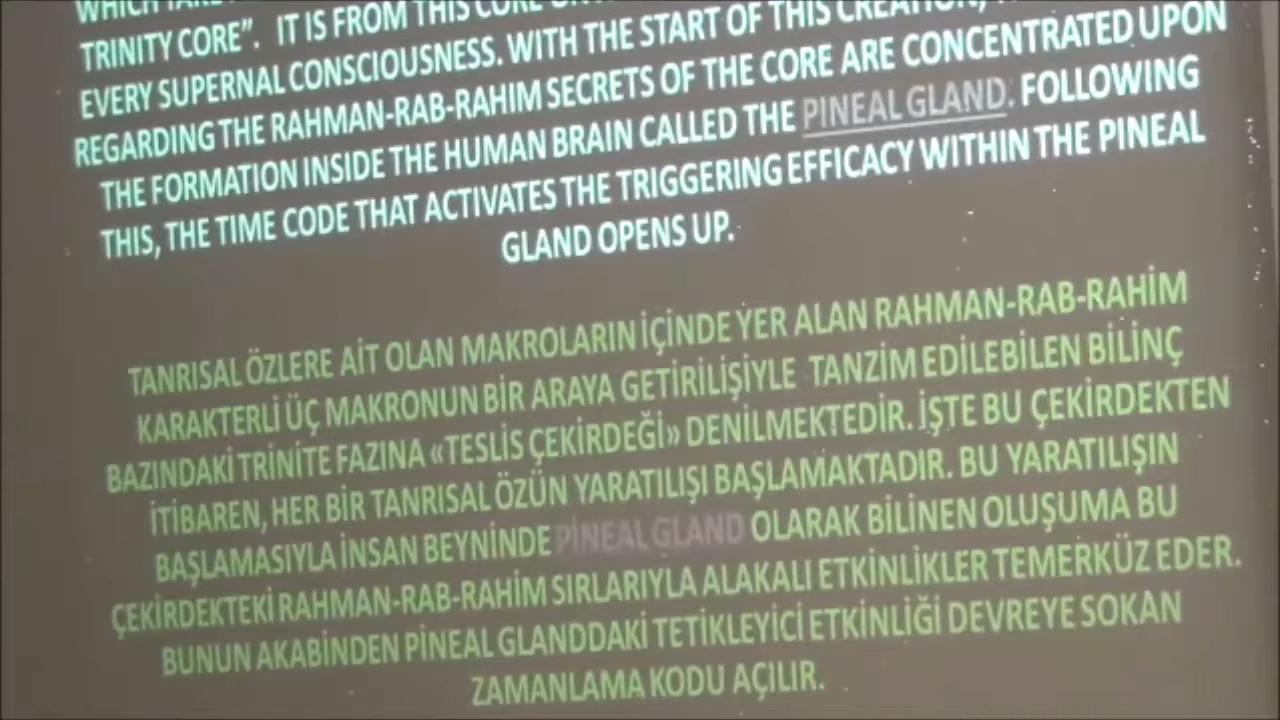 WHICH TAKE THIS CORE
TRINITY CORE”. IT IS FROM THIS CORE
EVERY SUPERNAL CONSCIOUSNESS. WITH THE START OF THIS CREATION,
REGARDING THE RAHMAN-RAB-RAHIM SECRETS OF THE CORE ARE CONCENTRATED UPON
THE FORMATION INSIDE THE HUMAN BRAIN CALLED THE PINEAL GLAND. FOLLOWING
THIS, THE TIME CODE THAT ACTIVATES THE TRIGGERING EFFICACY WITHIN THE PINEAL
GLAND OPENS UP.
TANRISAL ÖZLERE AİT OLAN MAKROLARIN İÇİNDE YER ALAN RAHMAN-RAB-RAHİM
KARAKTERLİ ÜÇ MAKRONUN BİR ARAYA GETİRİLİŞİYLE TANZİM EDİLEBİLEN BİLİNÇ
BAZINDAKİ TRİNİTE FAZINA «TESLİS ÇEKİRDEĞİ» DENİLMEKTEDİR. İŞTE BU ÇEKİRDEKTEN
İTİBAREN, HER BİR TANRISAL ÖZÜN YARATILIŞI BAŞLAMAKTADIR. BU YARATILIŞIN
BAŞLAMASIYLA İNSAN BEYNİNDE PİNEAL GLAND OLARAK BİLİNEN OLUŞUMA BU
ÇEKİRDEKTEKİ RAHMAN-RAB-RAHİM SIRLARIYLA ALAKALI ETKİNLİKLER TEMERKÜZ EDER.
BUNUN AKABİNDEN PİNEAL GLANDDAKİ TETİKLEYİCİ ETKİNLİĞİ DEVREYE SOKAN
ZAMANLAMA KODU AÇILIR.